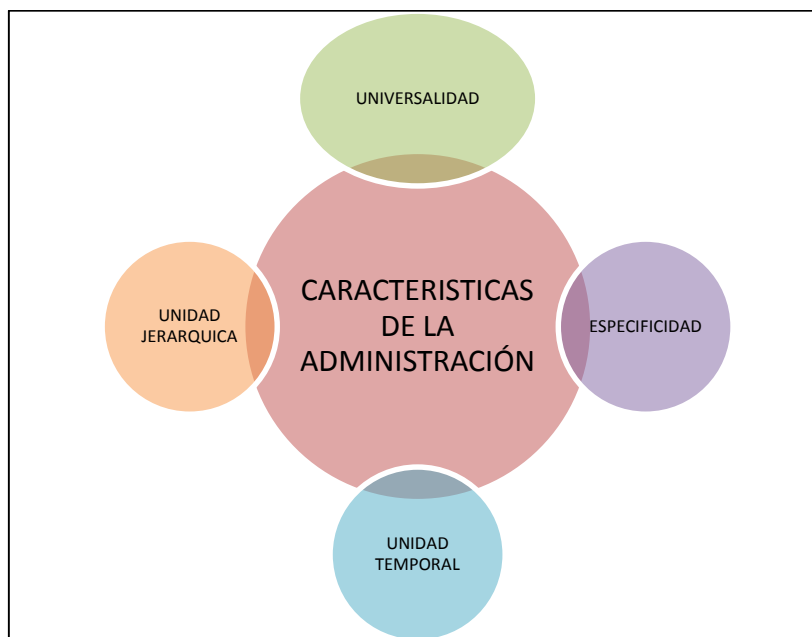 UNIVERSALIDAD
CARACTERISTICAS
DE LA
ADMINISTRACIÓN
UNIDAD
JERARQUICA
ESPECIFICIDAD
UNIDAD
TEMPORAL